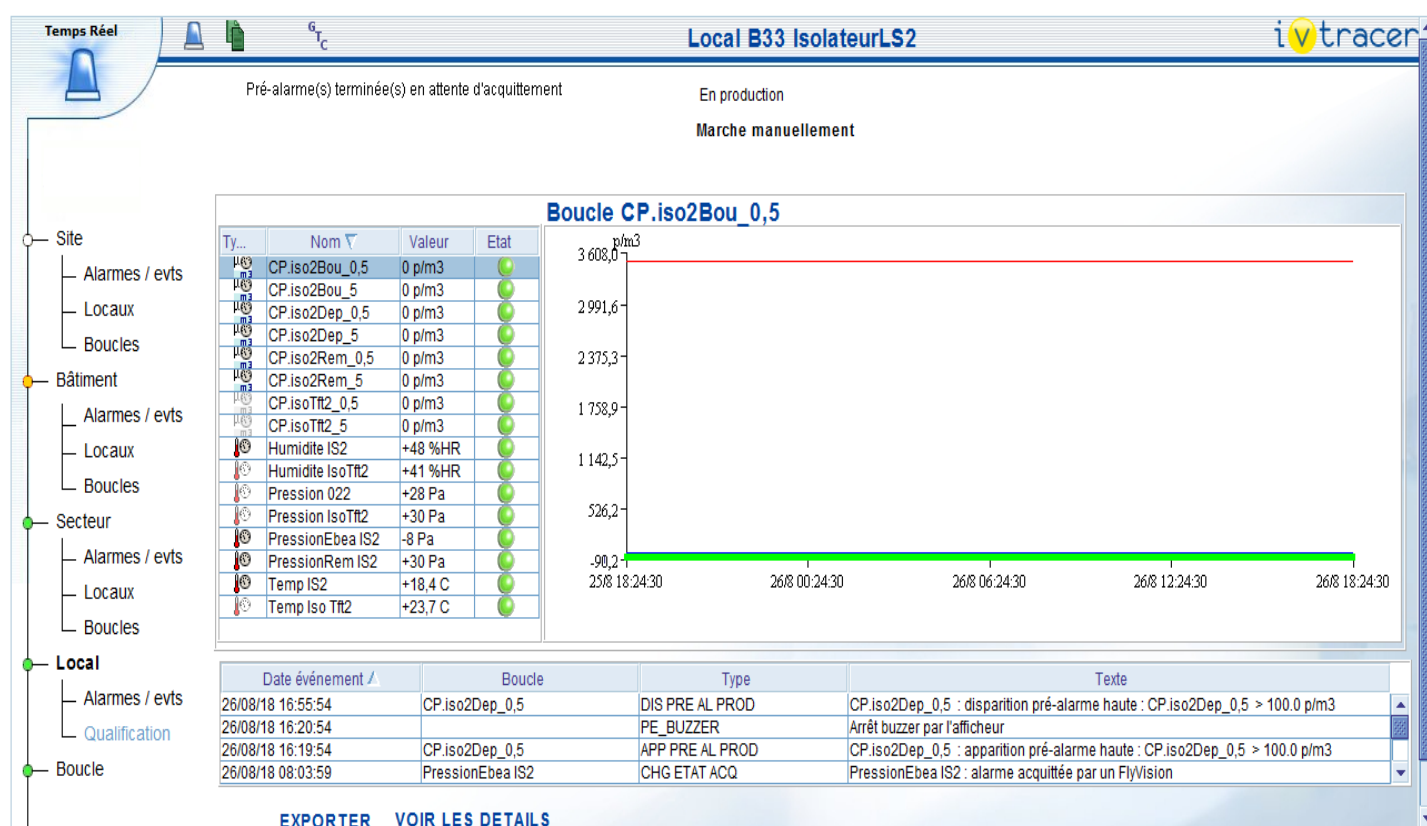 Temps Réel
GTC
Local B33 IsolateurLS2
ivtracer
Pré-alarme(s) terminée(s) en attente d'acquittement
En production
Marche manuellement
Site
Alarmes / evts
Locaux
Boucles
Bâtiment
Alarmes / evts
Locaux
Boucles
Secteur
Alarmes / evts
Locaux
Boucles
Local
Alarmes / evts
Qualification
Boucle
Boucle CP.iso2Bou_0,5
Ty... Nom Valeur Etat
CP.iso2Bou_0,5 0 p/m3
CP.iso2Bou_5 0 p/m3
CP.iso2Dep_0,5 0 p/m3
CP.iso2Dep_5 0 p/m3
CP.iso2Rem_0,5 0 p/m3
CP.iso2Rem_5 0 p/m3
CP.isoTft2_0,5 0 p/m3
CP.isoTft2_5 0 p/m3
Humidite IS2 +48 %HR
Humidite IsoTft2 +41 %HR
Pression 022 +28 Pa
Pression IsoTft2 +30 Pa
PressionEbea IS2 -8 Pa
PressionRem IS2 +30 Pa
Temp IS2 +18,4 C
Temp Iso Tft2 +23,7 C
p/m3
3 608,0
2 991,6
2 375,3
1 758,9
1 142,5
526,2
-90,2
25/8 18:24:30 26/8 00:24:30 26/8 06:24:30 26/8 12:24:30 26/8 18:24:30
Date événement Boucle Type Texte
26/08/18 16:55:54 CP.iso2Dep_0,5 DIS PRE AL PROD CP.iso2Dep_0,5 : disparition pré-alarme haute : CP.iso2Dep_0,5 > 100.0 p/m3
26/08/18 16:20:54 PE_BUZZER Arrêt buzzer par l'afficheur
26/08/18 16:19:54 CP.iso2Dep_0,5 APP PRE AL PROD CP.iso2Dep_0,5 : apparition pré-alarme haute : CP.iso2Dep_0,5 > 100.0 p/m3
26/08/18 08:03:59 PressionEbea IS2 CHG ETAT ACQ PressionEbea IS2 : alarme acquittée par un FlyVision
EXPORTER VOIR LES DETAILS